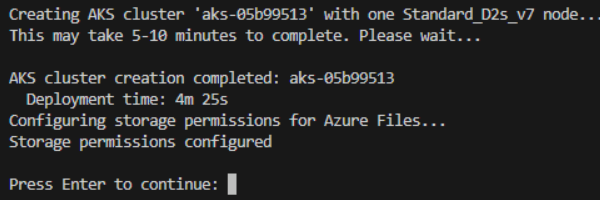 Creating AKS cluster 'aks-05b99513' with one Standard_D2s_v7 node...
This may take 5-10 minutes to complete. Please wait...
AKS cluster creation completed: aks-05b99513
Deployment time: 4m 25s
Configuring storage permissions for Azure Files...
Storage permissions configured
Press Enter to continue: